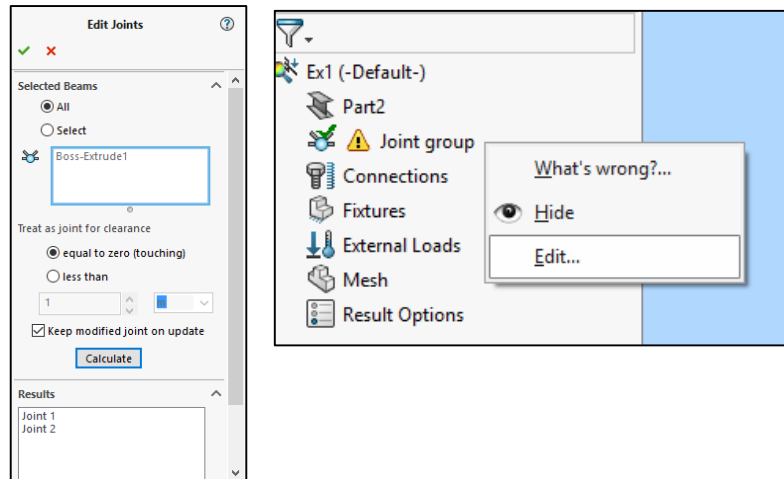 Edit Joints
Selected Beams
All
Select
Boss-Extrude1
Treat as joint for clearance
equal to zero (touching)
less than
1
Keep modified joint on update
Calculate
Results
Joint 1
Joint 2
Ex1 (-Default-)
Part2
Joint group
Connections
Fixtures
External Loads
Mesh
Result Options
What's wrong?...
Hide
Edit...